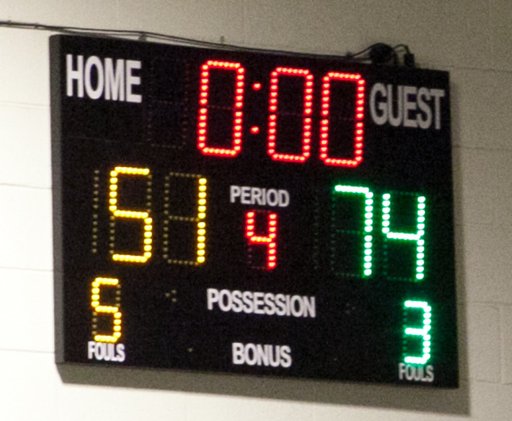 HOME 0:00 GUEST
51 PERIOD 74
4
5 POSSESSION 3
FOULS BONUS FOULS